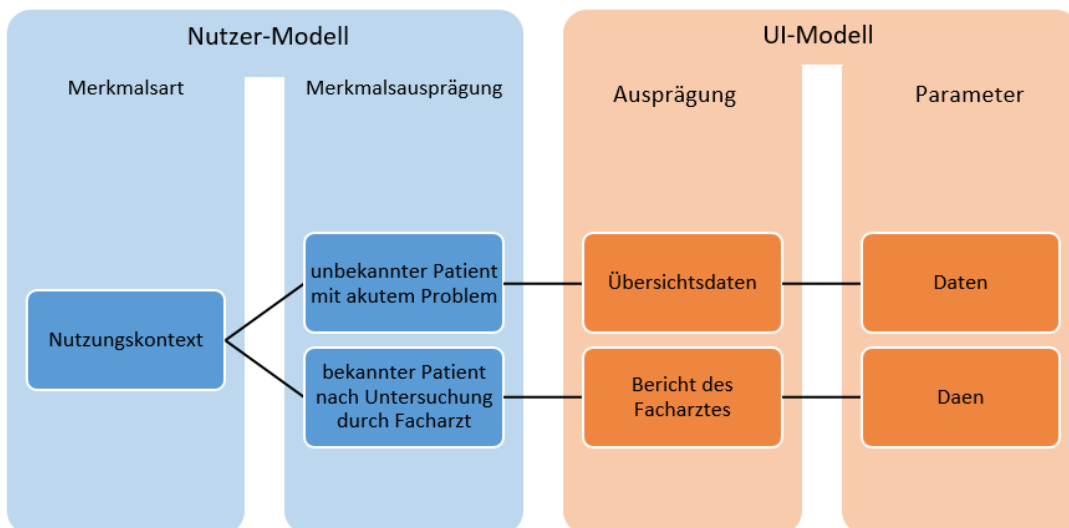 Nutzer-Modell
UI-Modell
Merkmalsart
Merkmalsausprägung
Ausprägung
Parameter
Nutzungskontext
unbekannter Patient
mit akutem Problem
Übersichtsdaten
Daten
bekannter Patient
nach Untersuchung
durch Facharzt
Bericht des
Facharztes
Daen